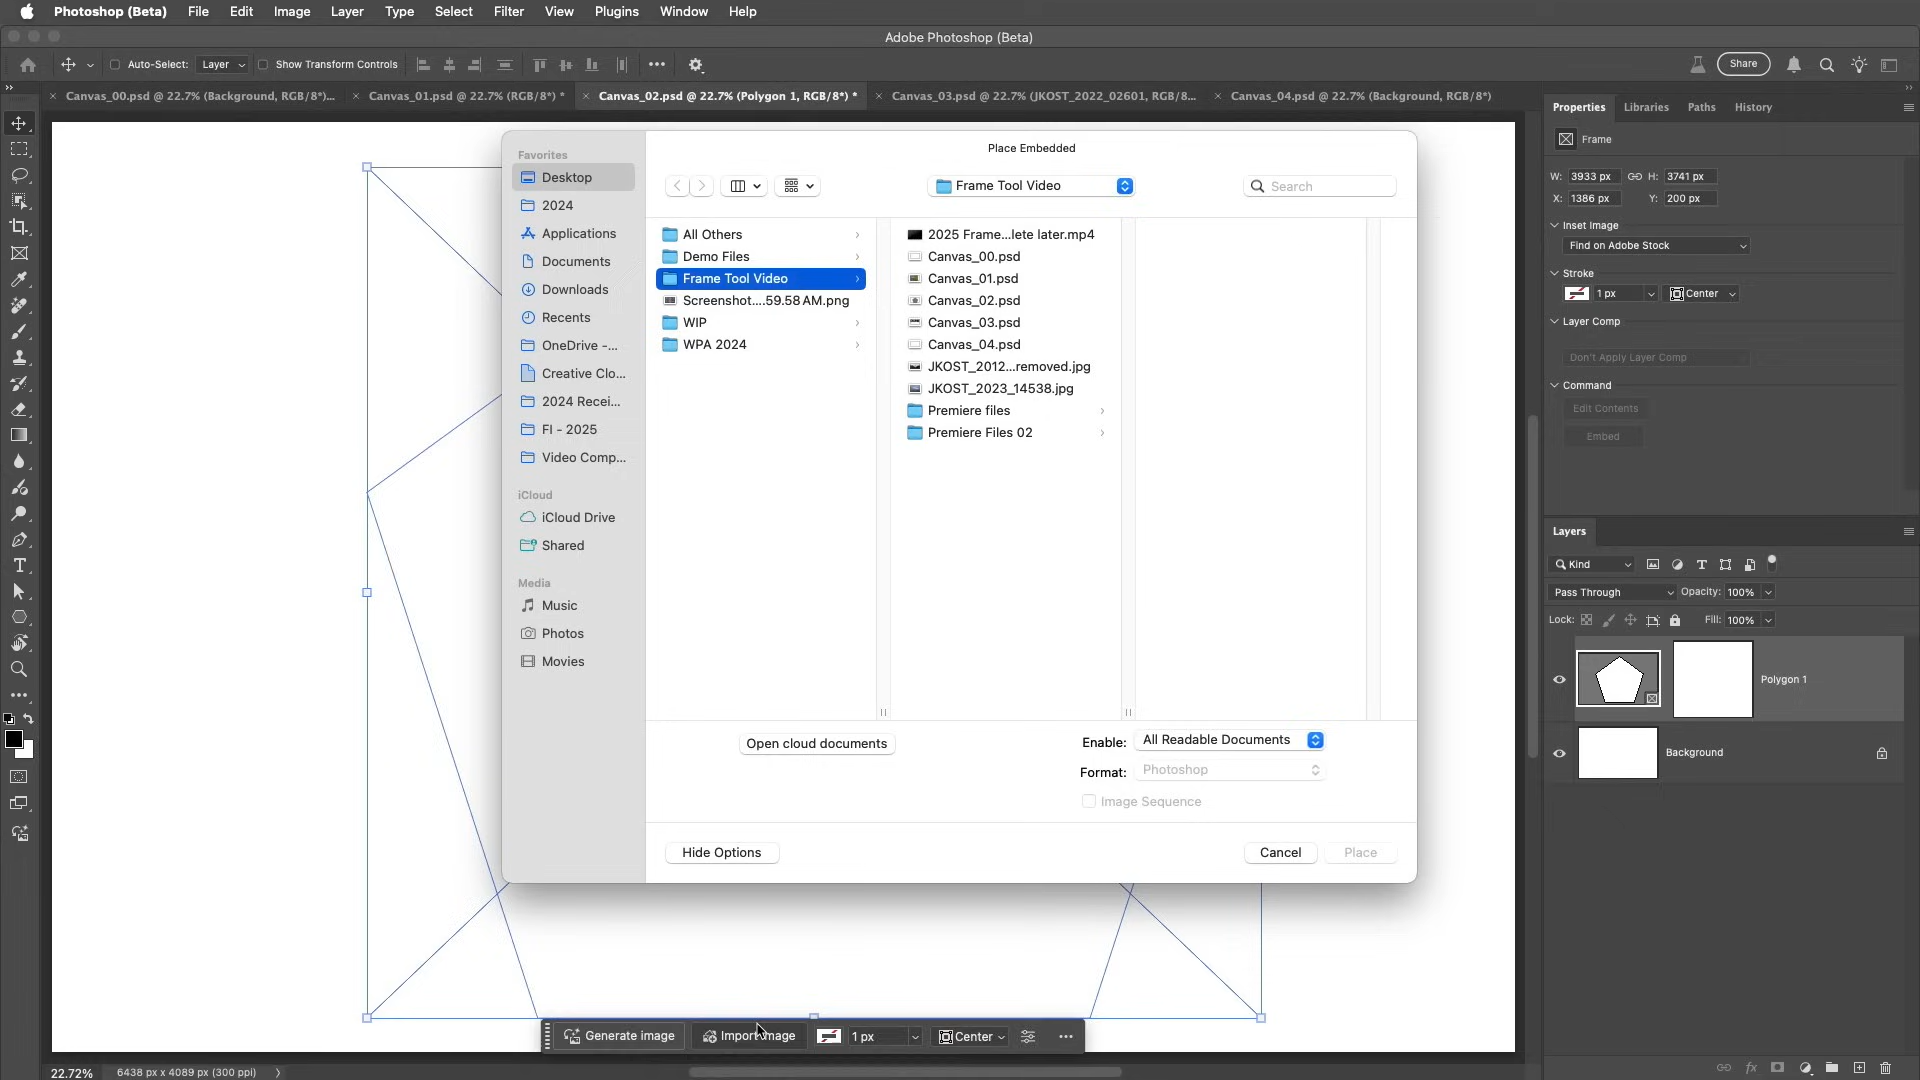 Photoshop (Beta) File Edit Image Layer Type Select Filter View Plugins Window Help
Adobe Photoshop (Beta)
Auto-Select: Layer Show Transform Controls ••• Share
Canvas_00.psd @ 22.7% (Background, RGB/8*)... Canvas_01.psd @ 22.7% (RGB/8*) * Canvas_02.psd @ 22.7% (Polygon 1, RGB/8*) * Canvas_03.psd @ 22.7% (JKOST_2022_02601, RGB/8... Canvas_04.psd @ 22.7% (Background, RGB/8*)
Place Embedded
Favorites
Desktop
2024
Applications
Documents
Downloads
Recents
OneDrive -...
Creative Clo...
2024 Recei...
FI - 2025
Video Comp...
iCloud
iCloud Drive
Shared
Media
Music
Photos
Movies
Frame Tool Video
Search
All Others
Demo Files
Frame Tool Video
Screenshot....59.58 AM.png
WIP
WPA 2024
2025 Frame...lete later.mp4
Canvas_00.psd
Canvas_01.psd
Canvas_02.psd
Canvas_03.psd
Canvas_04.psd
JKOST_2012...removed.jpg
JKOST_2023_14538.jpg
Premiere files
Premiere Files 02
Open cloud documents
Enable: All Readable Documents
Format: Photoshop
Image Sequence
Hide Options
Cancel
Place
Properties Libraries Paths History
Frame
W: 3933 px H: 3741 px
X: 1386 px Y: 200 px
Inset Image
Find on Adobe Stock
Stroke
1 px Center
Layer Comp
Don't Apply Layer Comp
Command
Edit Contents
Embed
Layers
Kind
Pass Through Opacity: 100%
Lock: Fill: 100%
Polygon 1
Background
Generate image Import image 1 px Center •••
22.72% 6438 px x 4089 px (300 ppi)